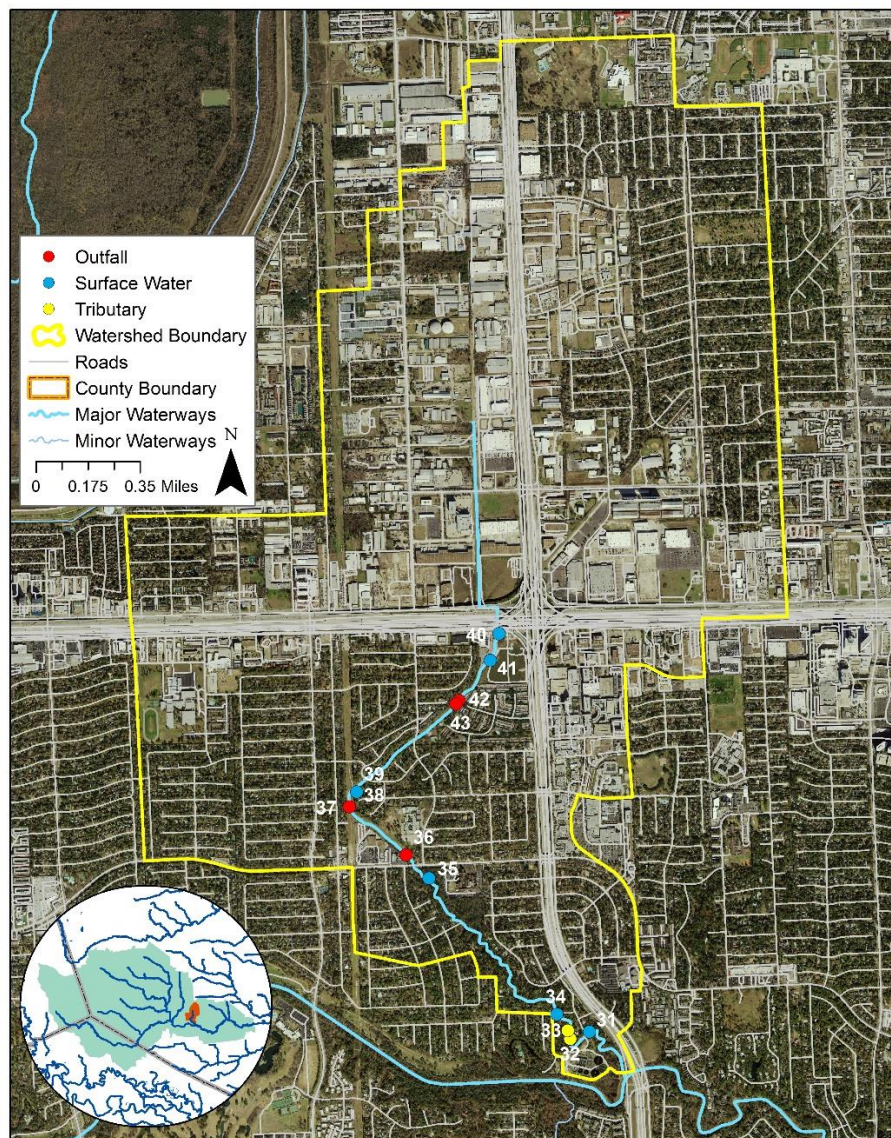 Outfall
Surface Water
Tributary
Watershed Boundary
Roads
County Boundary
Major Waterways
Minor Waterways
N
0 0.175 0.35 Miles
40
41
42
43
39
38
37
36
35
34
33
31
32